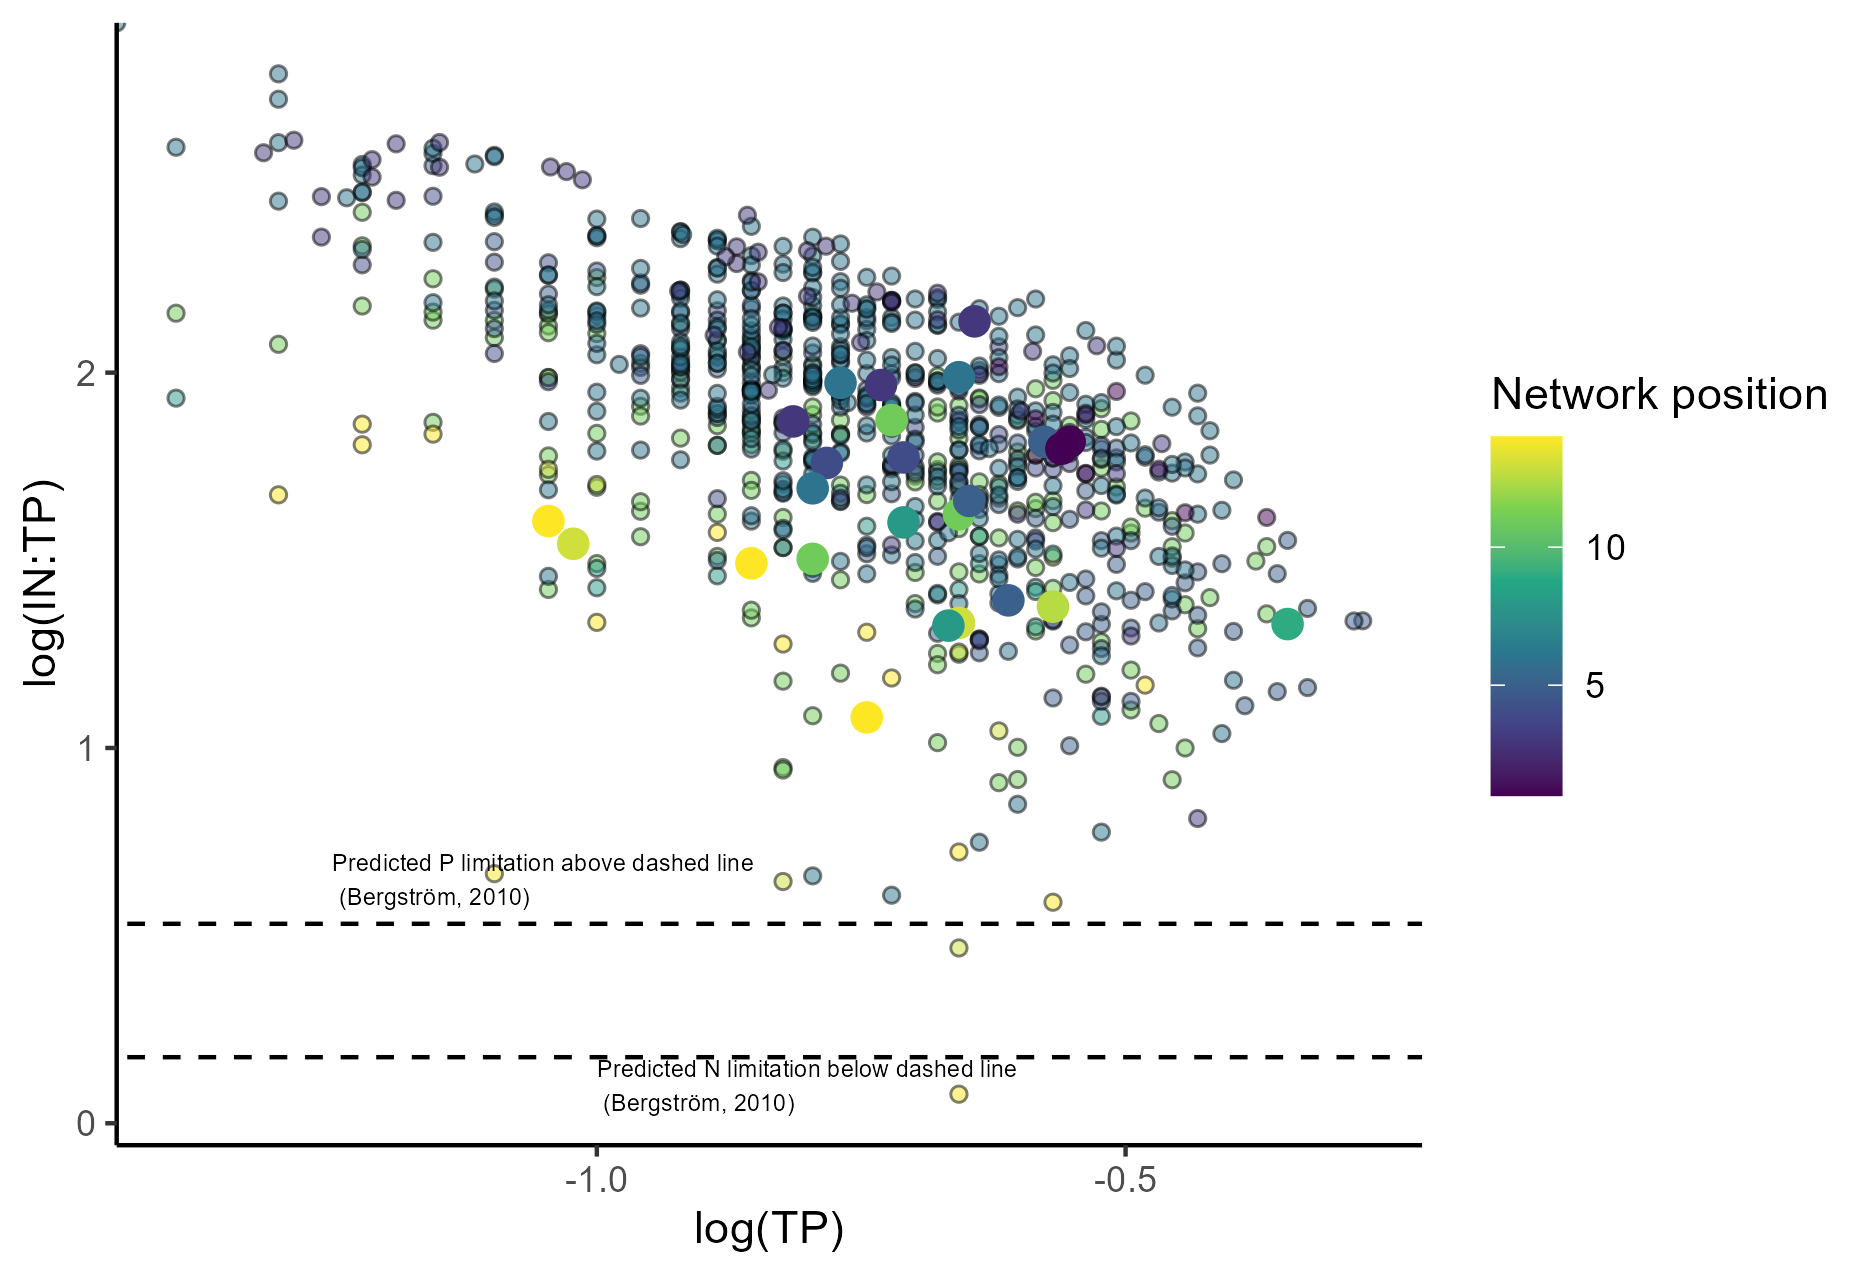 log(IN:TP)
2
1
0
Predicted P limitation above dashed line
(Bergström, 2010)
Predicted N limitation below dashed line
(Bergström, 2010)
-1.0
-0.5
log(TP)
Network position
10
5